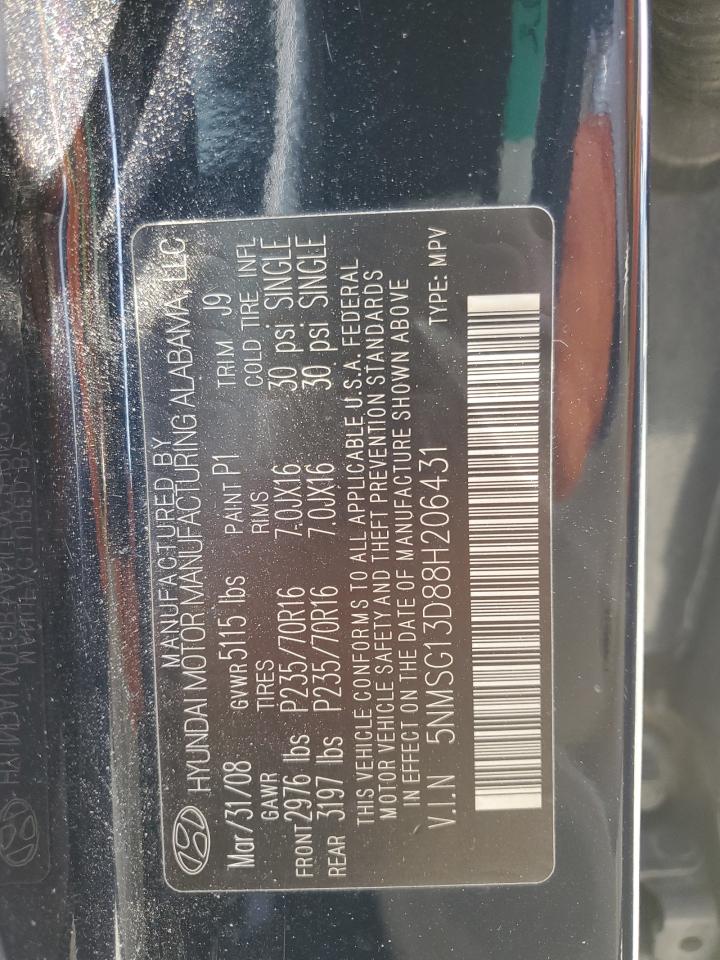 MANUFACTURED BY
HYUNDAI MOTOR MANUFACTURING ALABAMA, LLC
Mar/31/08 GVWR 5115 lbs PAINT P1 TRIM J9
GAWR TIRES RIMS COLD TIRE INFL
FRONT 2976 lbs P235/70R16 7.0JX16 30 psi SINGLE
REAR 3197 lbs P235/70R16 7.0JX16 30 psi SINGLE
THIS VEHICLE CONFORMS TO ALL APPLICABLE U.S.A. FEDERAL
MOTOR VEHICLE SAFETY AND THEFT PREVENTION STANDARDS
IN EFFECT ON THE DATE OF MANUFACTURE SHOWN ABOVE
V.I.N 5NMSG13D88H206431 TYPE: MPV